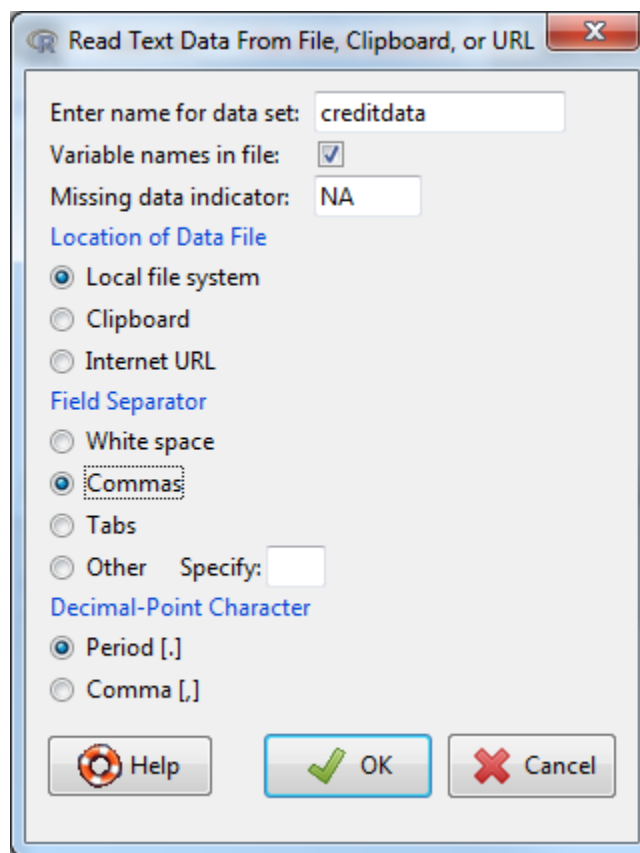 Read Text Data From File, Clipboard, or URL
Enter name for data set: creditdata
Variable names in file:
Missing data indicator: NA
Location of Data File
Local file system
Clipboard
Internet URL
Field Separator
White space
Commas
Tabs
Other Specify:
Decimal-Point Character
Period [.]
Comma [,]
Help OK Cancel